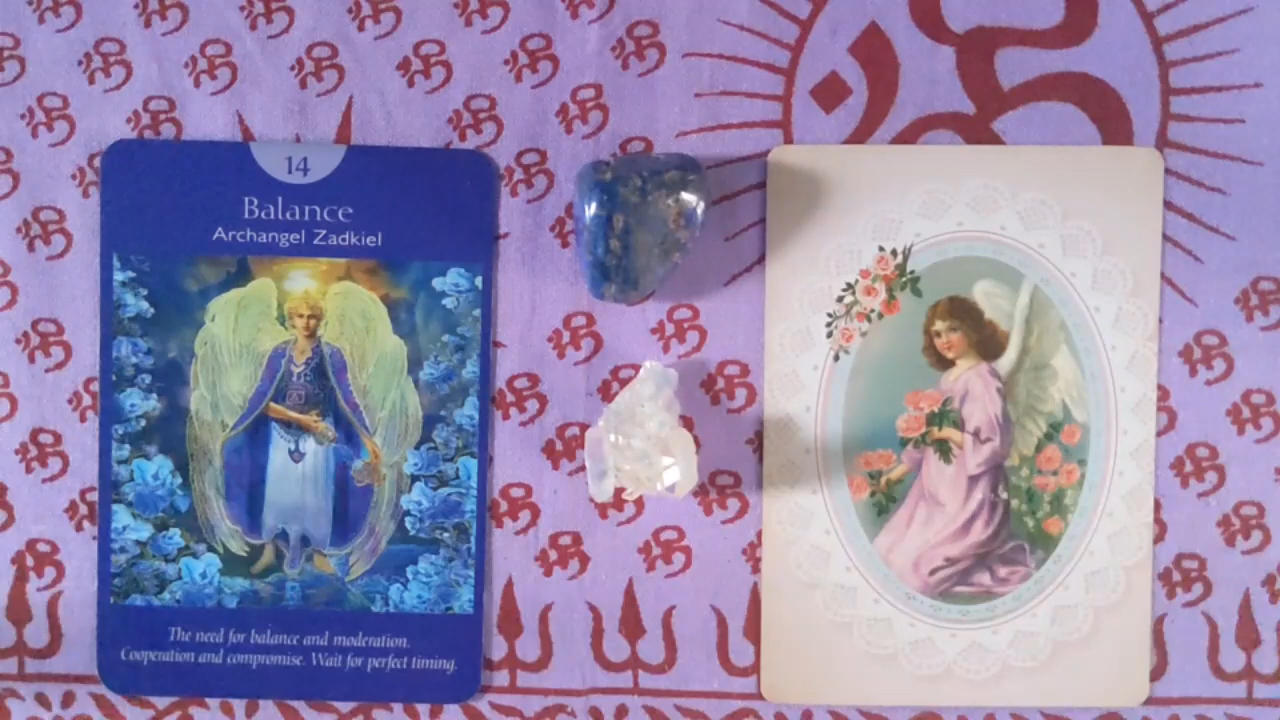 14
Balance
Archangel Zadkiel
The need for balance and moderation.
Cooperation and compromise. Wait for perfect timing.
ॐ